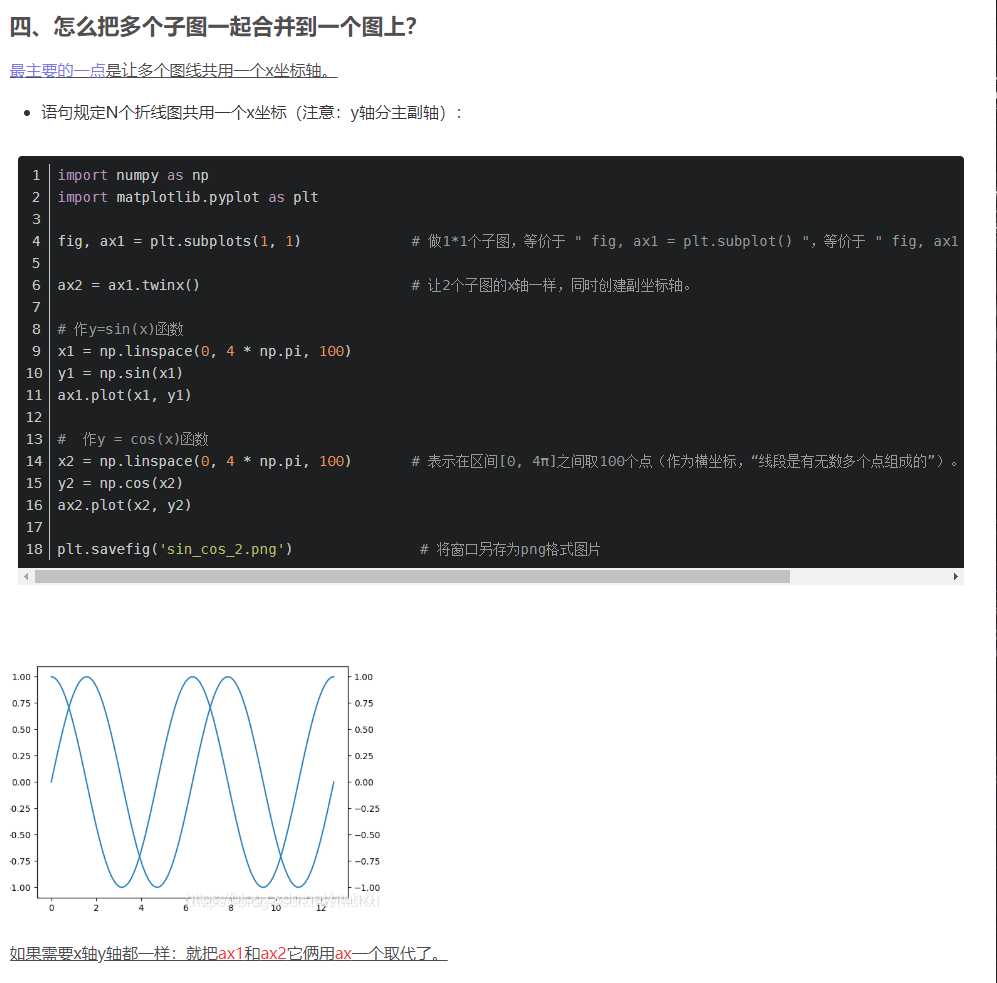 四、怎么把多个子图一起合并到一个图上？
最主要的一点是让多个图线共用一个x坐标轴。
• 语句规定N个折线图共用一个x坐标（注意：y轴分主副轴）：
1 import numpy as np
2 import matplotlib.pyplot as plt
3
4 fig, ax1 = plt.subplots(1, 1)             # 做1*1个子图，等价于 " fig, ax1 = plt.subplot() "，等价于 " fig, ax1
5
6 ax2 = ax1.twinx()                         # 让2个子图的x轴一样，同时创建副坐标轴。
7
8 # 作y=sin(x)函数
9 x1 = np.linspace(0, 4 * np.pi, 100)
10 y1 = np.sin(x1)
11 ax1.plot(x1, y1)
12
13 #  作y = cos(x)函数
14 x2 = np.linspace(0, 4 * np.pi, 100)       # 表示在区间[0, 4π]之间取100个点（作为横坐标，“线段是有无数多个点组成的”）。
15 y2 = np.cos(x2)
16 ax2.plot(x2, y2)
17
18 plt.savefig('sin_cos_2.png')               # 将窗口另存为png格式图片
1.00 1.00
0.75 0.75
0.50 0.50
0.25 0.25
0.00 0.00
0.25 −0.25
0.50 −0.50
0.75 −0.75
1.00 −1.00
0 2 4 6 8 10 12
如果需要x轴y轴都一样：就把ax1和ax2它俩用ax一个取代了。